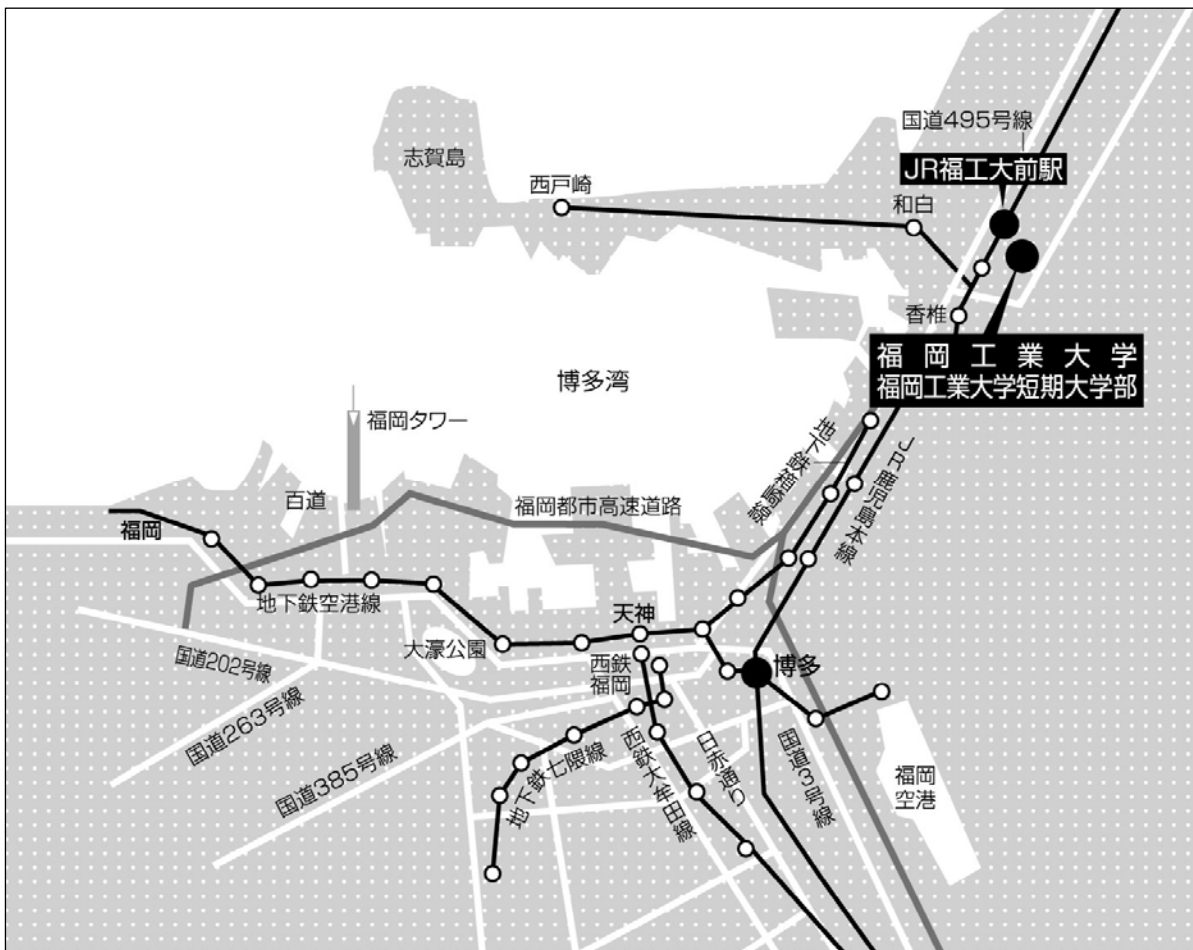 国道495号線
JR福工大前駅
志賀島
西戸崎
和白
香椎
福岡工業大学
福岡工業大学短期大学部
博多湾
福岡タワー
百道
福岡都市高速道路
地下鉄箱崎線
JR鹿児島本線
福岡
地下鉄空港線
天神
大濠公園
国道202号線
西鉄
福岡
博多
国道263号線
国道385号線
地下鉄七隈線
西鉄大牟田線
日赤通り
国道3号線
福岡
空港